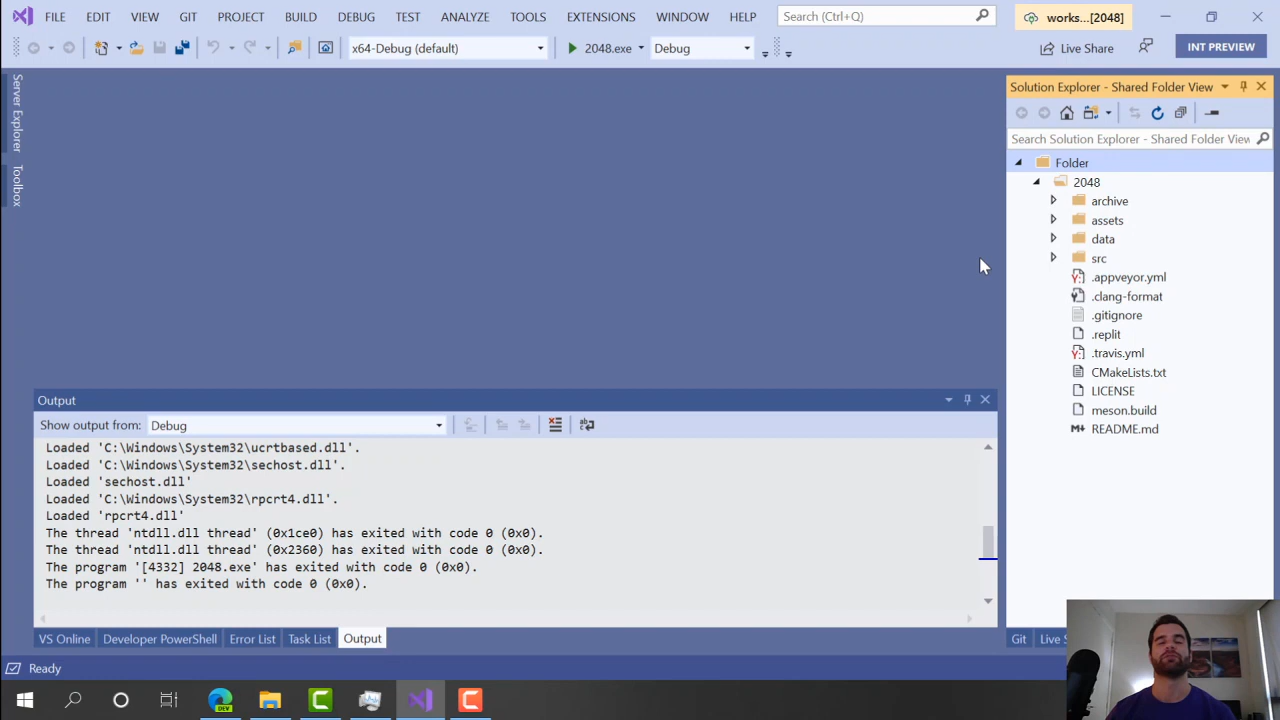 FILE EDIT VIEW GIT PROJECT BUILD DEBUG TEST ANALYZE TOOLS EXTENSIONS WINDOW HELP Search (Ctrl+Q) works...[2048]
x64-Debug (default) 2048.exe Debug Live Share INT PREVIEW
Server Explorer
Toolbox
Solution Explorer - Shared Folder View
Search Solution Explorer - Shared Folder View
Folder
2048
archive
assets
data
src
.appveyor.yml
.clang-format
.gitignore
.replit
.travis.yml
CMakeLists.txt
LICENSE
meson.build
README.md
Output
Show output from: Debug
Loaded 'C:\Windows\System32\ucrtbased.dll'.
Loaded 'C:\Windows\System32\sechost.dll'.
Loaded 'sechost.dll'
Loaded 'C:\Windows\System32\rpcrt4.dll'.
Loaded 'rpcrt4.dll'
The thread 'ntdll.dll thread' (0x1ce0) has exited with code 0 (0x0).
The thread 'ntdll.dll thread' (0x2360) has exited with code 0 (0x0).
The program '[4332] 2048.exe' has exited with code 0 (0x0).
The program '' has exited with code 0 (0x0).
VS Online Developer PowerShell Error List Task List Output Git Live
Ready